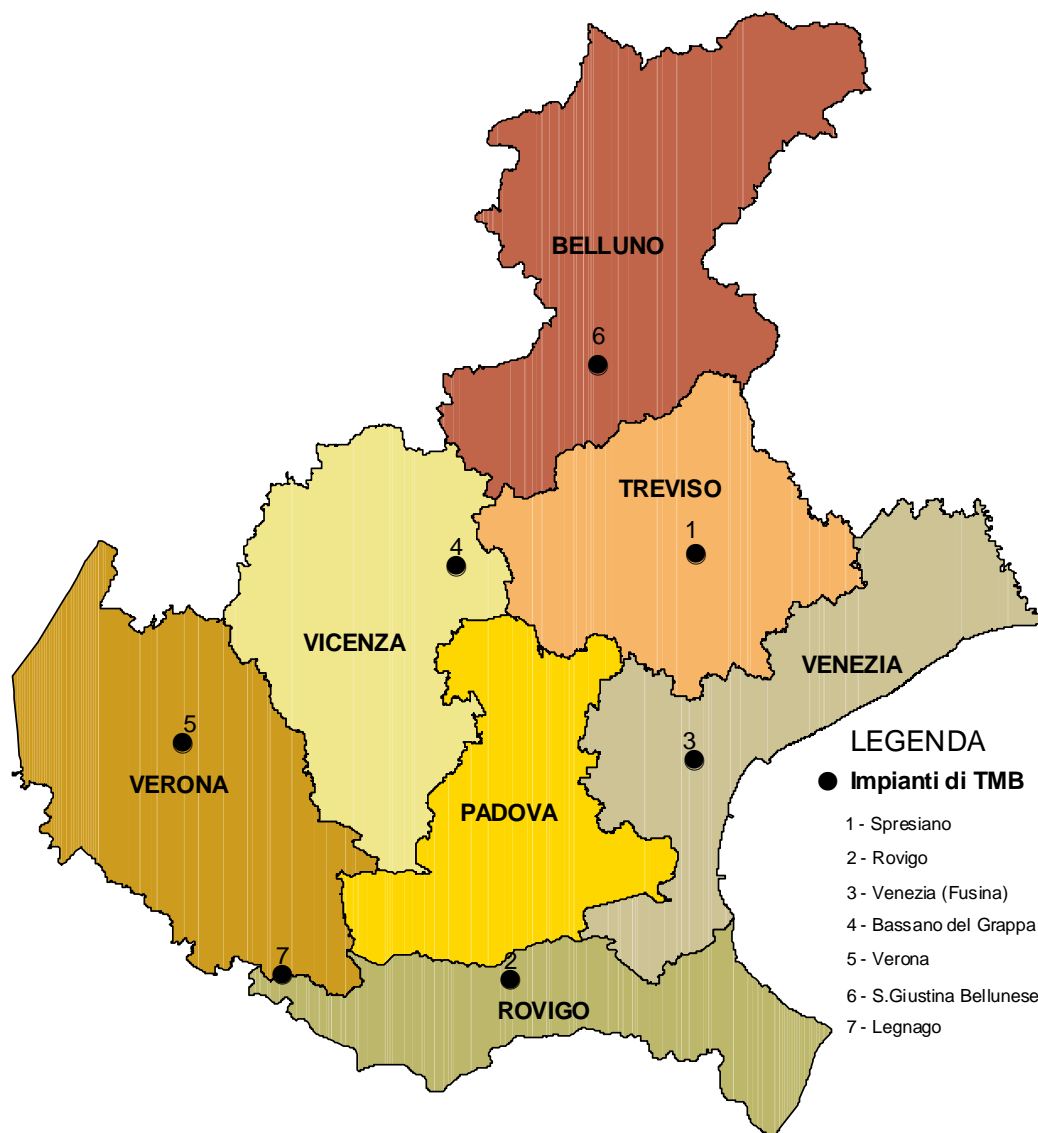 BELLUNO
6
TREVISO
1
4
VICENZA
VENEZIA
5
3
VERONA
PADOVA
7
2
ROVIGO
LEGENDA
Impianti di TMB
1 - Spresiano
2 - Rovigo
3 - Venezia (Fusina)
4 - Bassano del Grappa
5 - Verona
6 - S.Giustina Bellunese
7 - Legnago